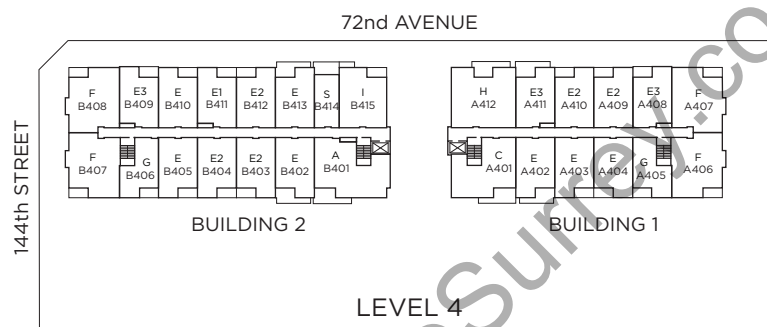 72nd AVENUE
144th STREET
F B408
E3 B409
E B410
E1 B411
E2 B412
E B413
S B414
I B415
F B407
G B406
E B405
E2 B404
E2 B403
E B402
A B401
BUILDING 2
H A412
E3 A411
E2 A410
E2 A409
E3 A408
F A407
C A401
E A402
E A403
E A404
G A405
F A406
BUILDING 1
LEVEL 4
eSurrey.co